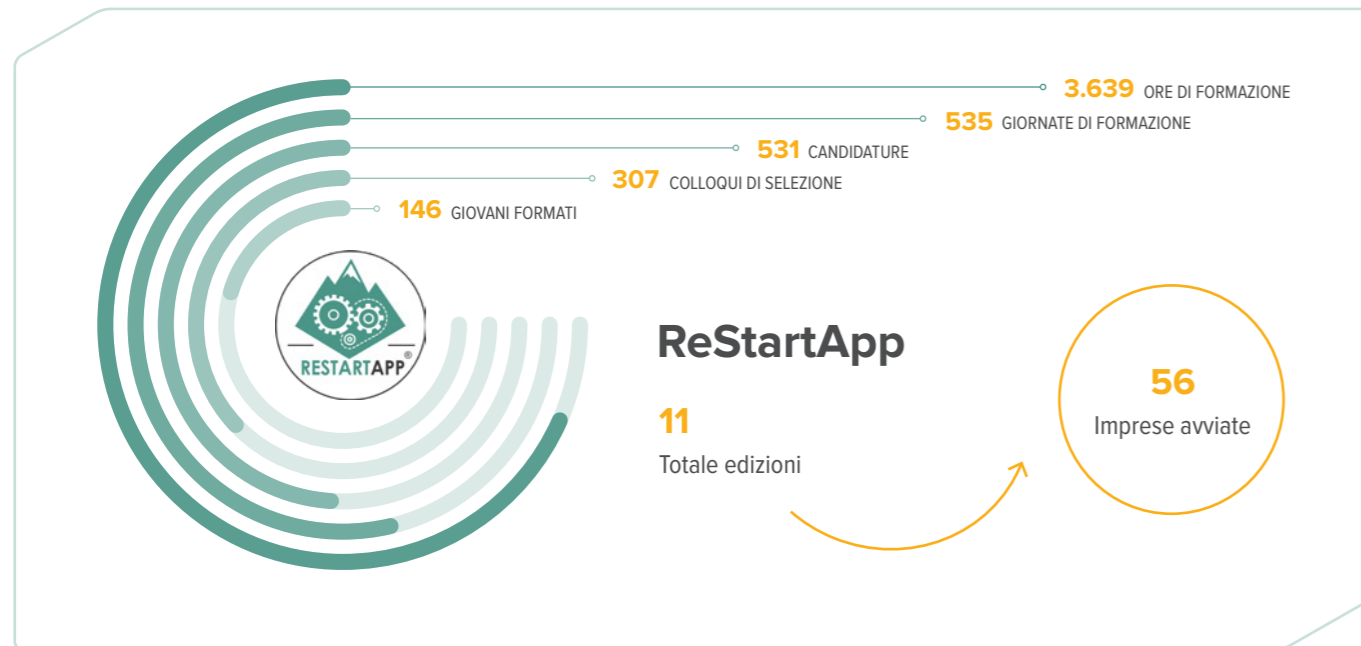 3.639 ORE DI FORMAZIONE
535 GIORNATE DI FORMAZIONE
531 CANDIDATURE
307 COLLOQUI DI SELEZIONE
146 GIOVANI FORMATI
RESTARTAPP®
ReStartApp
11
Totale edizioni
56
Imprese avviate